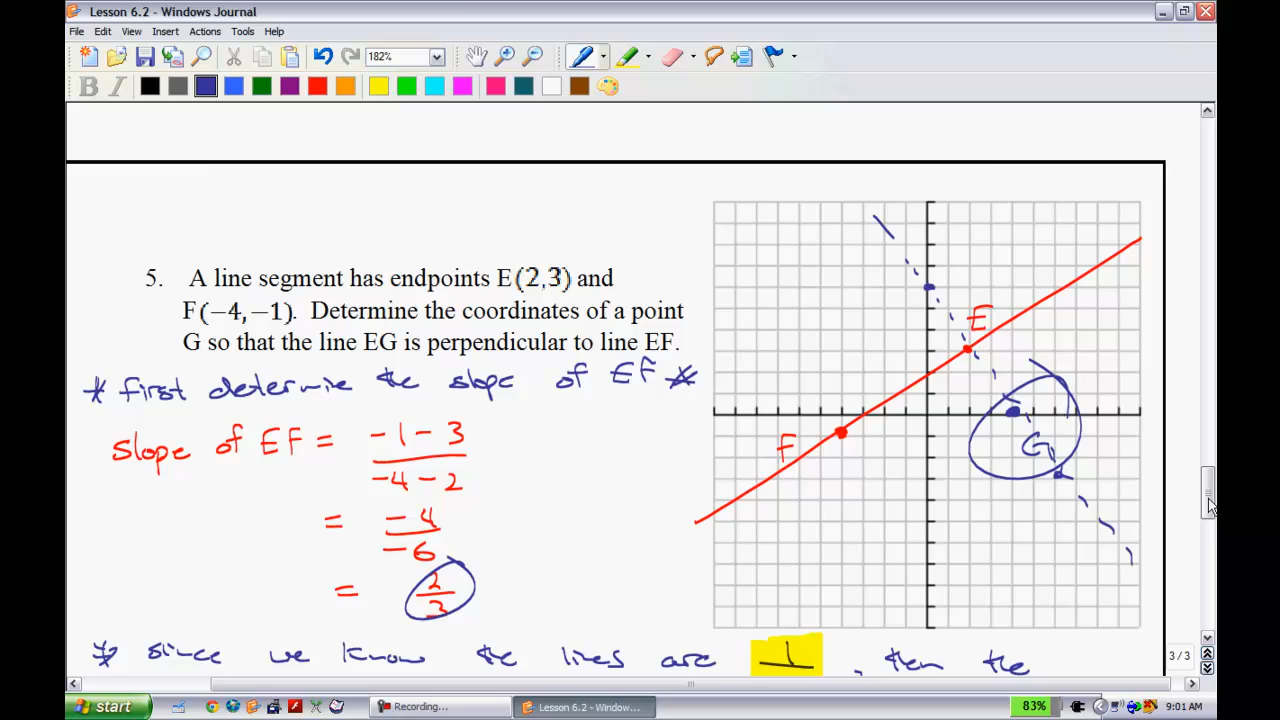 Lesson 6.2 - Windows Journal
File Edit View Insert Actions Tools Help
182%
B I
5. A line segment has endpoints E(2,3) and
F(−4,−1). Determine the coordinates of a point
G so that the line EG is perpendicular to line EF.
* first determine the slope of EF *
slope of EF = -1 - 3
-4 - 2
= -4
-6
= 2
3
E
F
G
* since we know the lines are ⊥, then the
3 / 3
start
Recording...
Lesson 6.2 - Window...
83%
9:01 AM